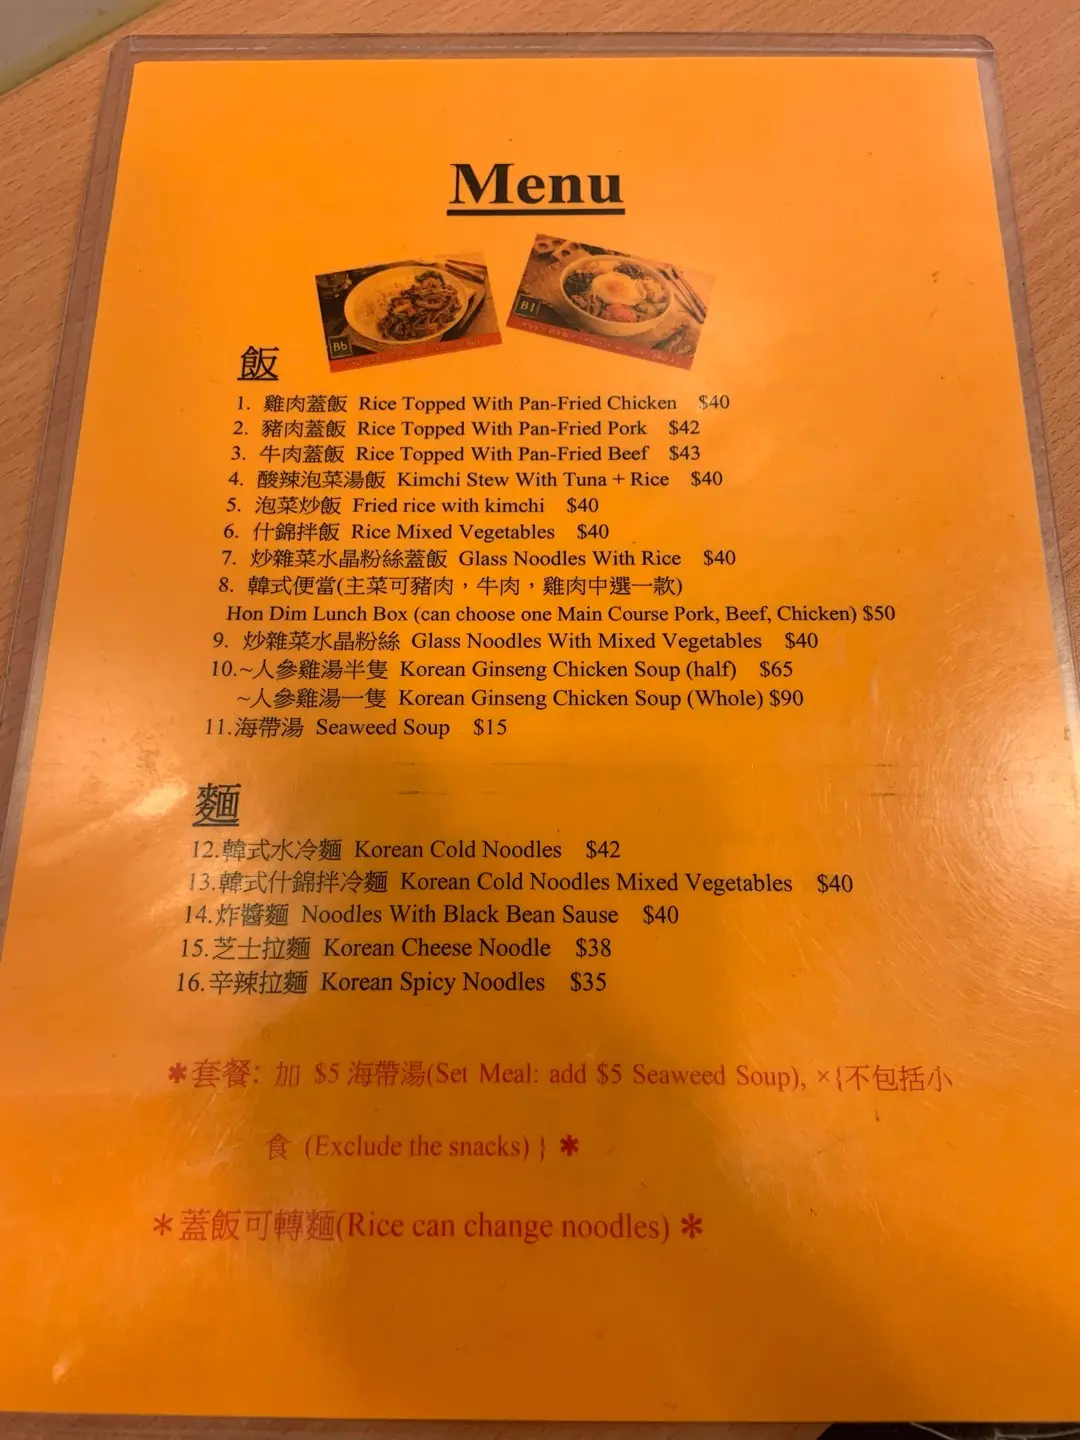 Menu
B6
B1
飯
1. 雞肉蓋飯 Rice Topped With Pan-Fried Chicken $40
2. 豬肉蓋飯 Rice Topped With Pan-Fried Pork $42
3. 牛肉蓋飯 Rice Topped With Pan-Fried Beef $43
4. 酸辣泡菜湯飯 Kimchi Stew With Tuna + Rice $40
5. 泡菜炒飯 Fried rice with kimchi $40
6. 什錦拌飯 Rice Mixed Vegetables $40
7. 炒雜菜水晶粉絲蓋飯 Glass Noodles With Rice $40
8. 韓式便當(主菜可豬肉，牛肉，雞肉中選一款)
Hon Dim Lunch Box (can choose one Main Course Pork, Beef, Chicken) $50
9. 炒雜菜水晶粉絲 Glass Noodles With Mixed Vegetables $40
10.~人參雞湯半隻 Korean Ginseng Chicken Soup (half) $65
~人參雞湯一隻 Korean Ginseng Chicken Soup (Whole) $90
11.海帶湯 Seaweed Soup $15
麵
12.韓式水冷麵 Korean Cold Noodles $42
13.韓式什錦拌冷麵 Korean Cold Noodles Mixed Vegetables $40
14.炸醬麵 Noodles With Black Bean Sause $40
15.芝士拉麵 Korean Cheese Noodle $38
16.辛辣拉麵 Korean Spicy Noodles $35
*套餐: 加 $5 海帶湯(Set Meal: add $5 Seaweed Soup), ×{不包括小
食 (Exclude the snacks) } *
*蓋飯可轉麵(Rice can change noodles) *